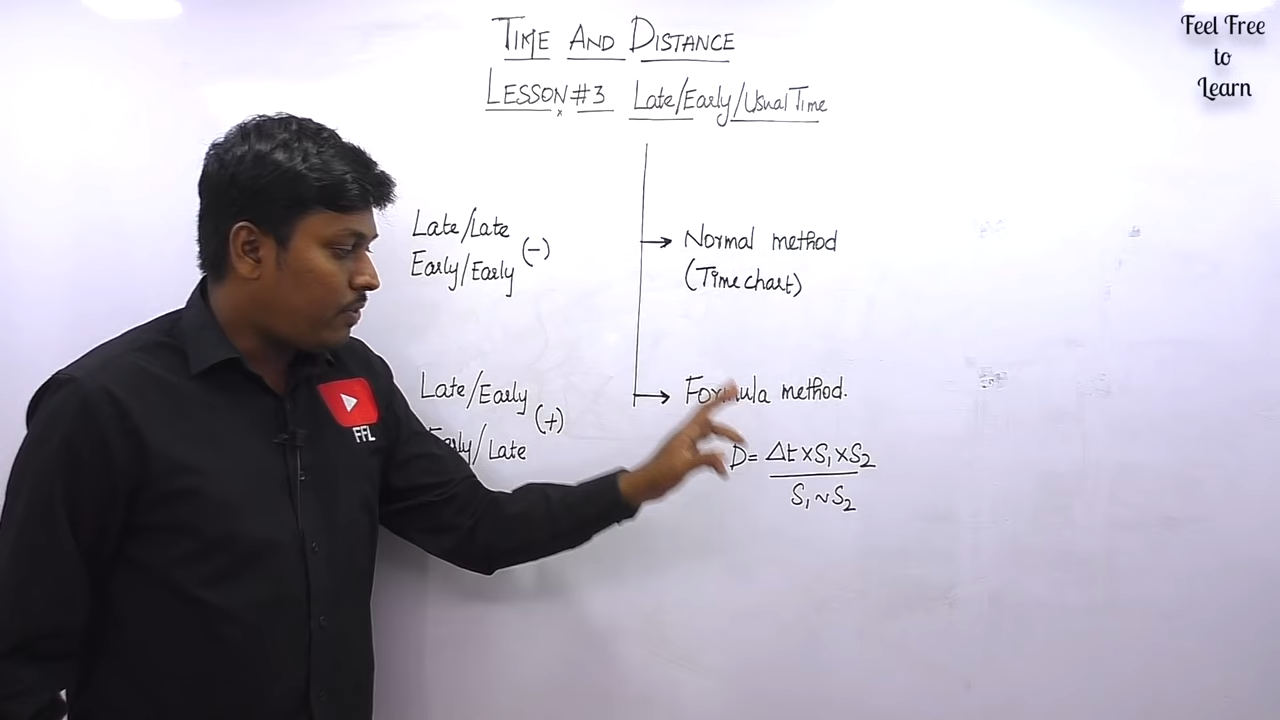 Feel Free
to
Learn
TIME AND DISTANCE
LESSON #3 Late/Early/Usual Time
Late/Late
Early/Early (-)
Late/Early
Early/Late (+)
Normal method
(Time chart)
Formula method.
D = Δt x S₁ x S₂
S₁ ~ S₂
FFL